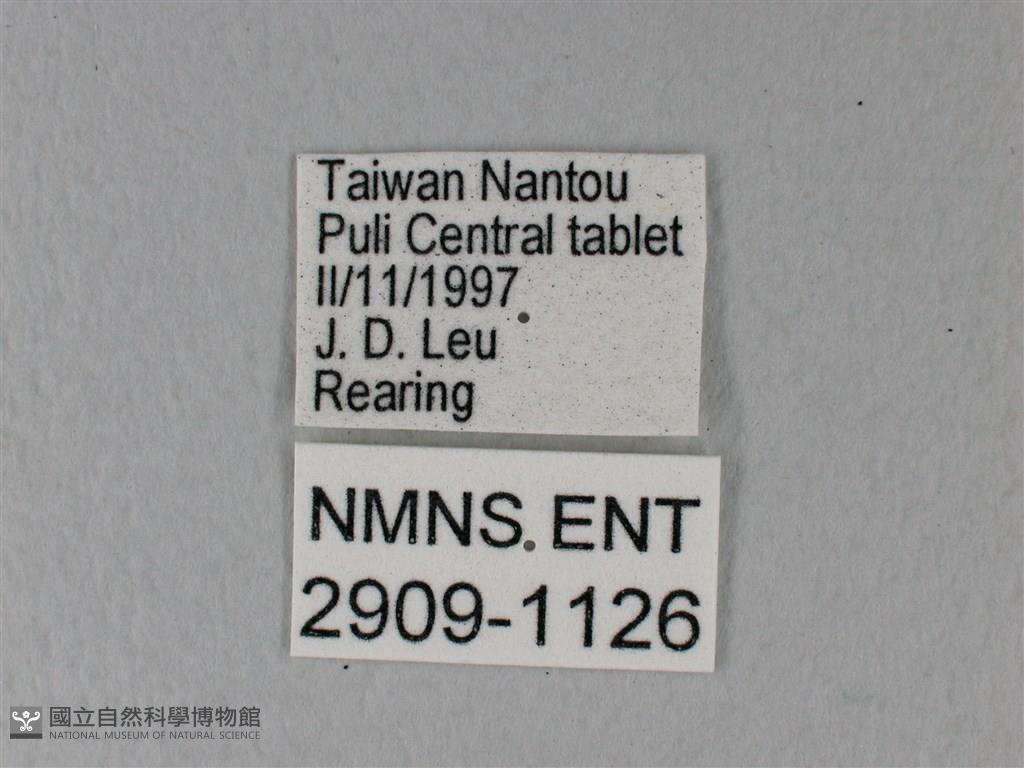 Taiwan Nantou
Puli Central tablet
II/11/1997
J. D. Leu
Rearing
NMNS ENT
2909-1126
國立自然科學博物館
NATIONAL MUSEUM OF NATURAL SCIENCE